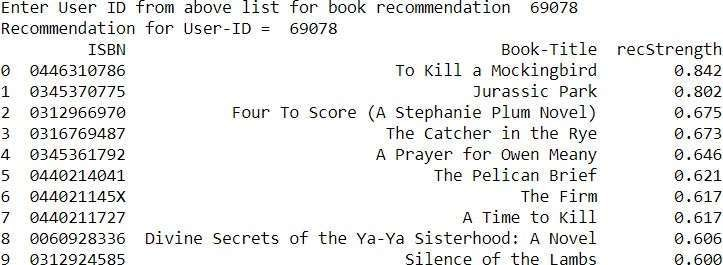 Enter User ID from above list for book recommendation  69078
Recommendation for User-ID =  69078
ISBN Book-Title recStrength
0 0446310786 To Kill a Mockingbird 0.842
1 0345370775 Jurassic Park 0.802
2 0312966970 Four To Score (A Stephanie Plum Novel) 0.675
3 0316769487 The Catcher in the Rye 0.673
4 0345361792 A Prayer for Owen Meany 0.646
5 0440214041 The Pelican Brief 0.621
6 044021145X The Firm 0.617
7 0440211727 A Time to Kill 0.617
8 0060928336 Divine Secrets of the Ya-Ya Sisterhood: A Novel 0.606
9 0312924585 Silence of the Lambs 0.600